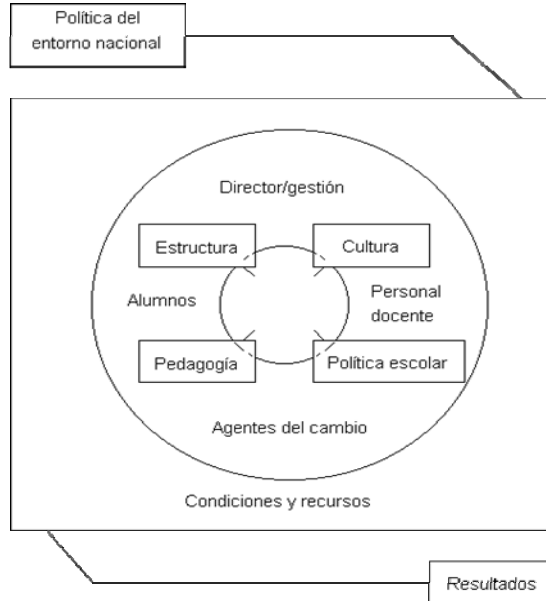 Política del
entorno nacional
Director/gestión
Estructura
Cultura
Alumnos
Personal
docente
Pedagogía
Política escolar
Agentes del cambio
Condiciones y recursos
Resultados